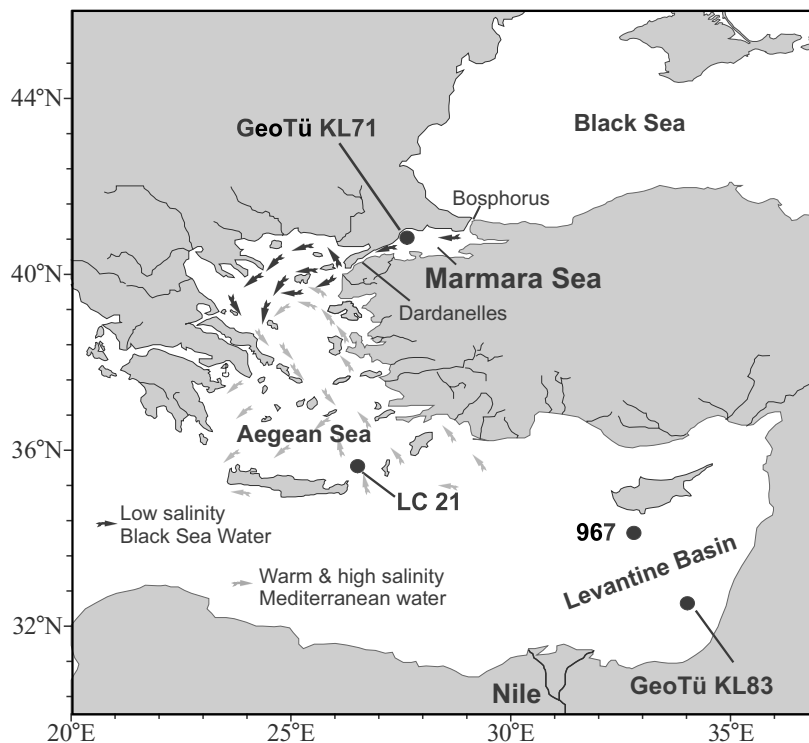 44°N
GeoTü KL71
Black Sea
Bosphorus
40°N
Marmara Sea
Dardanelles
36°N
Aegean Sea
LC 21
Low salinity
Black Sea Water
967
Levantine Basin
Warm & high salinity
Mediterranean water
32°N
Nile
GeoTü KL83
20°E
25°E
30°E
35°E